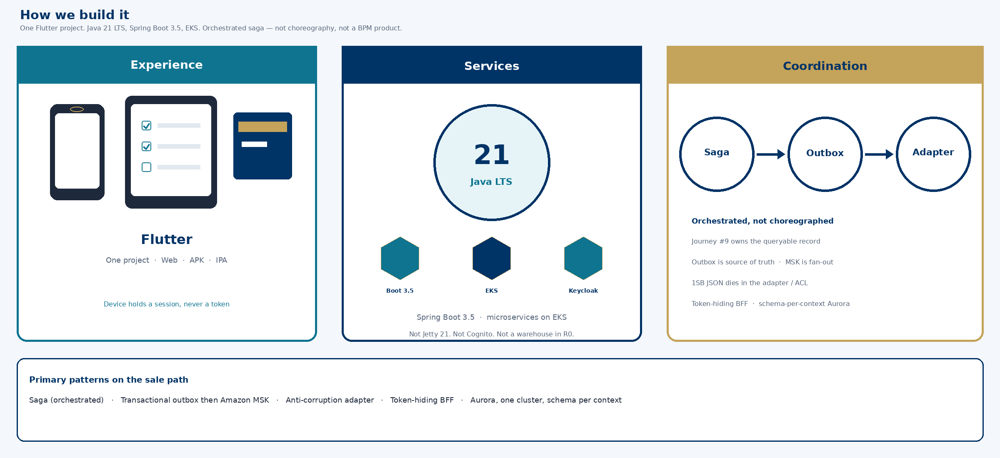 How we build it
One Flutter project. Java 21 LTS, Spring Boot 3.5, EKS. Orchestrated saga — not choreography, not a BPM product.
Experience
Flutter
One project · Web · APK · IPA
Device holds a session, never a token
Services
21
Java LTS
Boot 3.5
EKS
Keycloak
Spring Boot 3.5 · microservices on EKS
Not Jetty 21. Not Cognito. Not a warehouse in R0.
Coordination
Saga
Outbox
Adapter
Orchestrated, not choreographed
Journey #9 owns the queryable record
Outbox is source of truth · MSK is fan-out
1SB JSON dies in the adapter / ACL
Token-hiding BFF · schema-per-context Aurora
Primary patterns on the sale path
Saga (orchestrated) · Transactional outbox then Amazon MSK · Anti-corruption adapter · Token-hiding BFF · Aurora, one cluster, schema per context